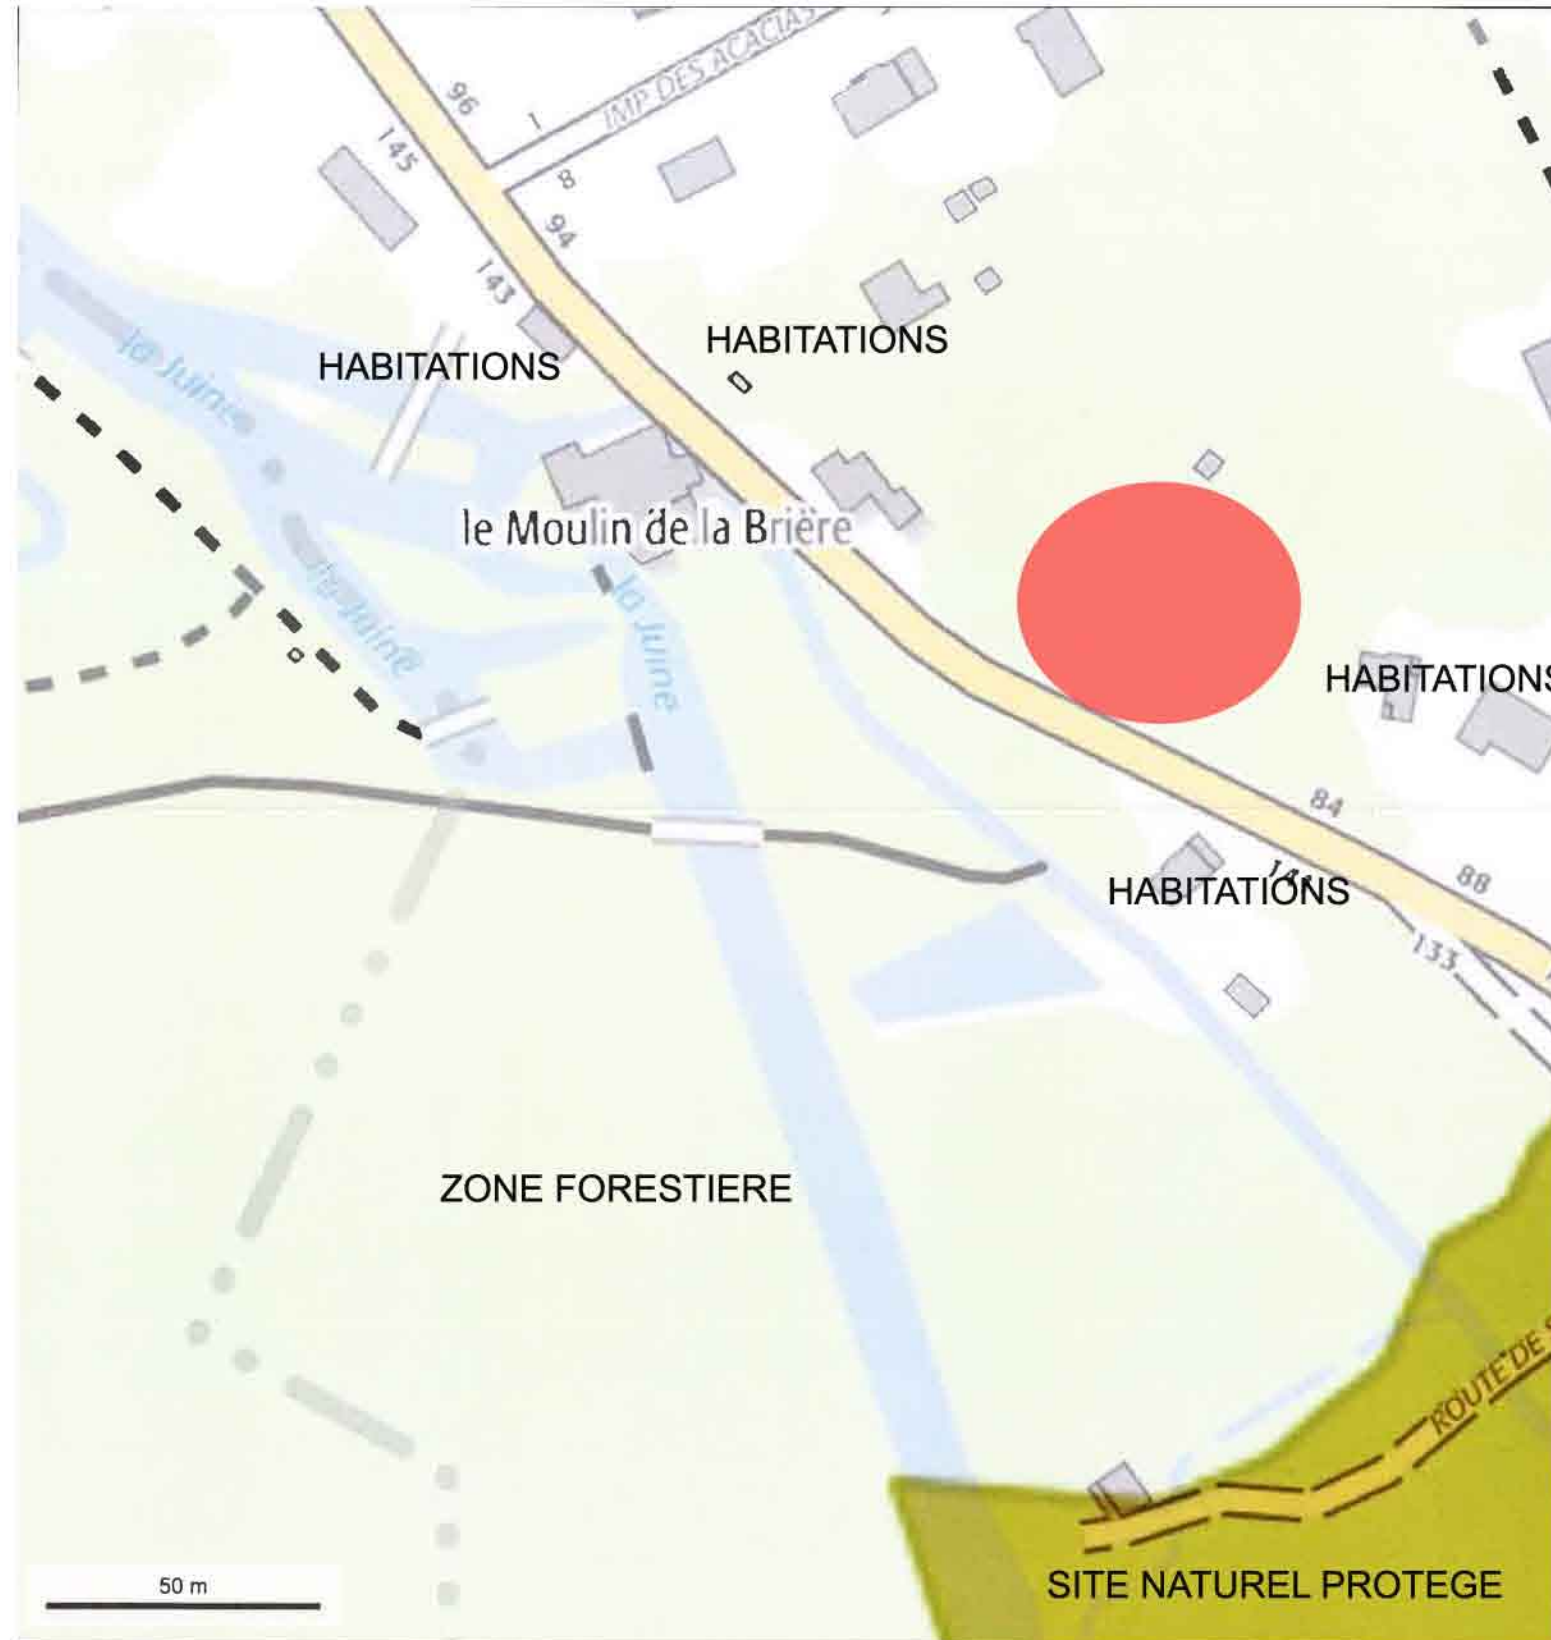 IMP DES ACACIAS
96
1
145
8
94
143
la Juine
HABITATIONS
HABITATIONS
le Moulin de la Brière
la Juine
la Juine
HABITATIONS
84
HABITATIONS
141
88
133
ZONE FORESTIERE
ROUTE DE S
50 m
SITE NATUREL PROTEGE